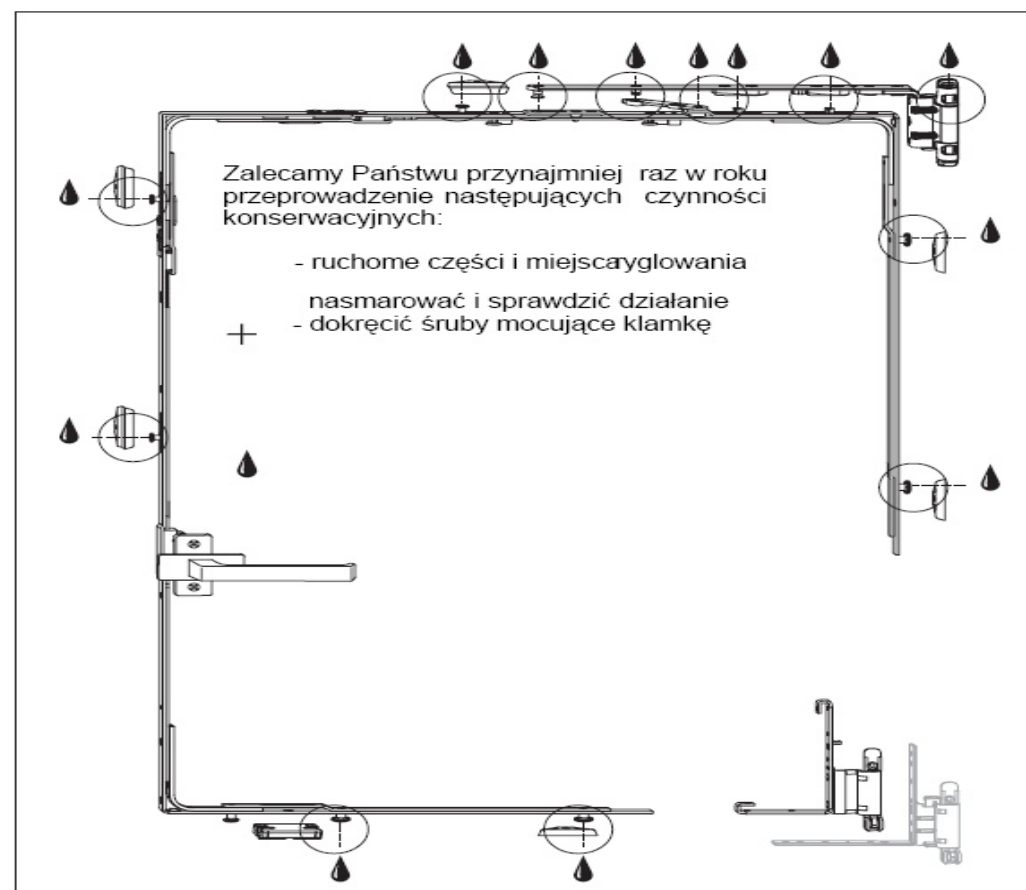 Zalecamy Państwu przynajmniej raz w roku
przeprowadzenie następujących czynności
konserwacyjnych:
- ruchome części i miejscaryglowania
nasmarować i sprawdzić działanie
- dokręcić śruby mocujące klamkę